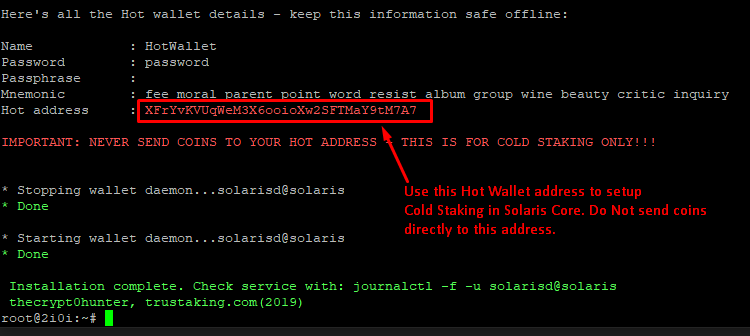 Here's all the Hot wallet details - keep this information safe offline:
Name : HotWallet
Password : password
Passphrase :
Mnemonic : fee moral parent point word resist album group wine beauty critic inquiry
Hot address : XFrYvKVUqWeM3X6ooioXw2SFTMaY9tM7A7
IMPORTANT: NEVER SEND COINS TO YOUR HOT ADDRESS - THIS IS FOR COLD STAKING ONLY!!!
* Stopping wallet daemon...solarisd@solaris
* Done
Use this Hot Wallet address to setup
Cold Staking in Solaris Core. Do Not send coins
directly to this address.
* Starting wallet daemon...solarisd@solaris
* Done
Installation complete. Check service with: journalctl -f -u solarisd@solaris
thecrypt0hunter, trustaking.com(2019)
root@2i0i:~#